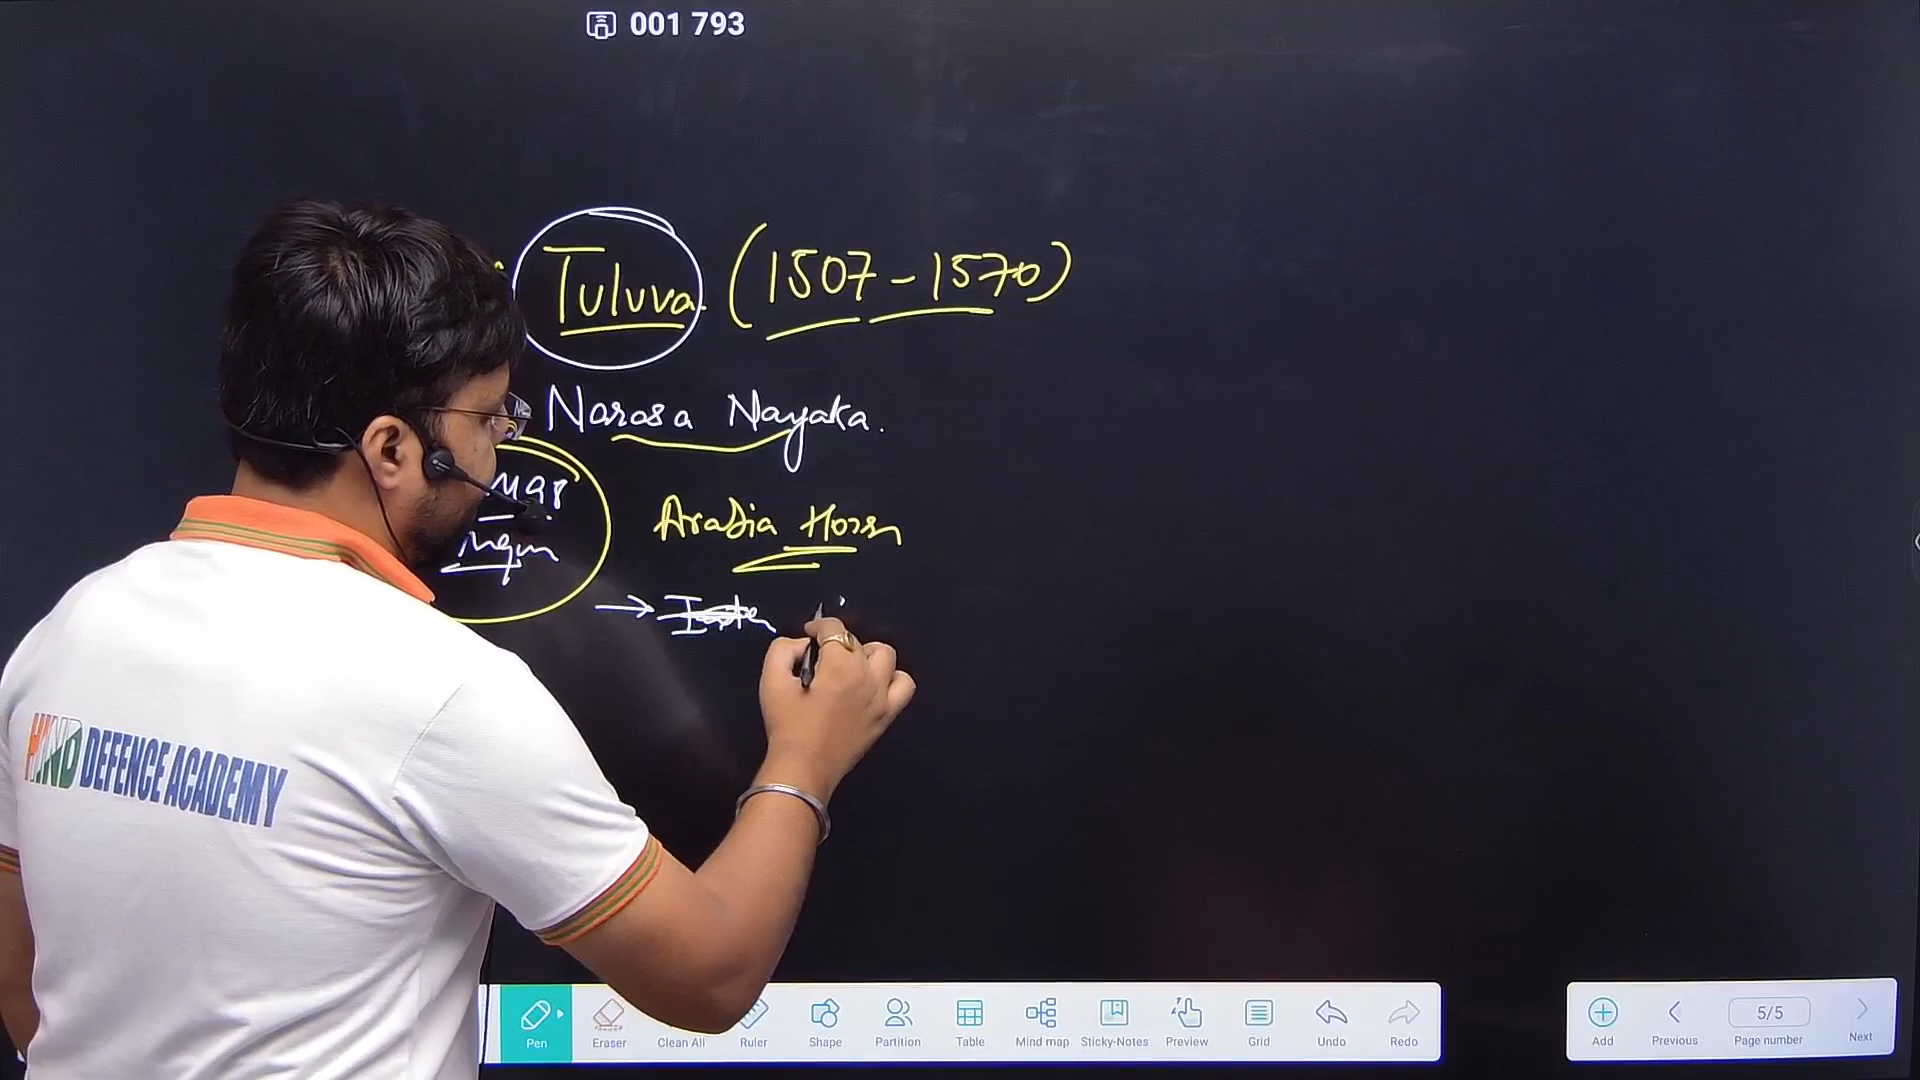 001 793
Tuluva. (1507-1570)
Narasa Nayaka.
Arabia Horse
→
HIND DEFENCE ACADEMY
Pen
Eraser
Clean All
Ruler
Shape
Partition
Table
Mind map
Sticky-Notes
Preview
Grid
Undo
Redo
Add
Previous
5/5
Page number
Next